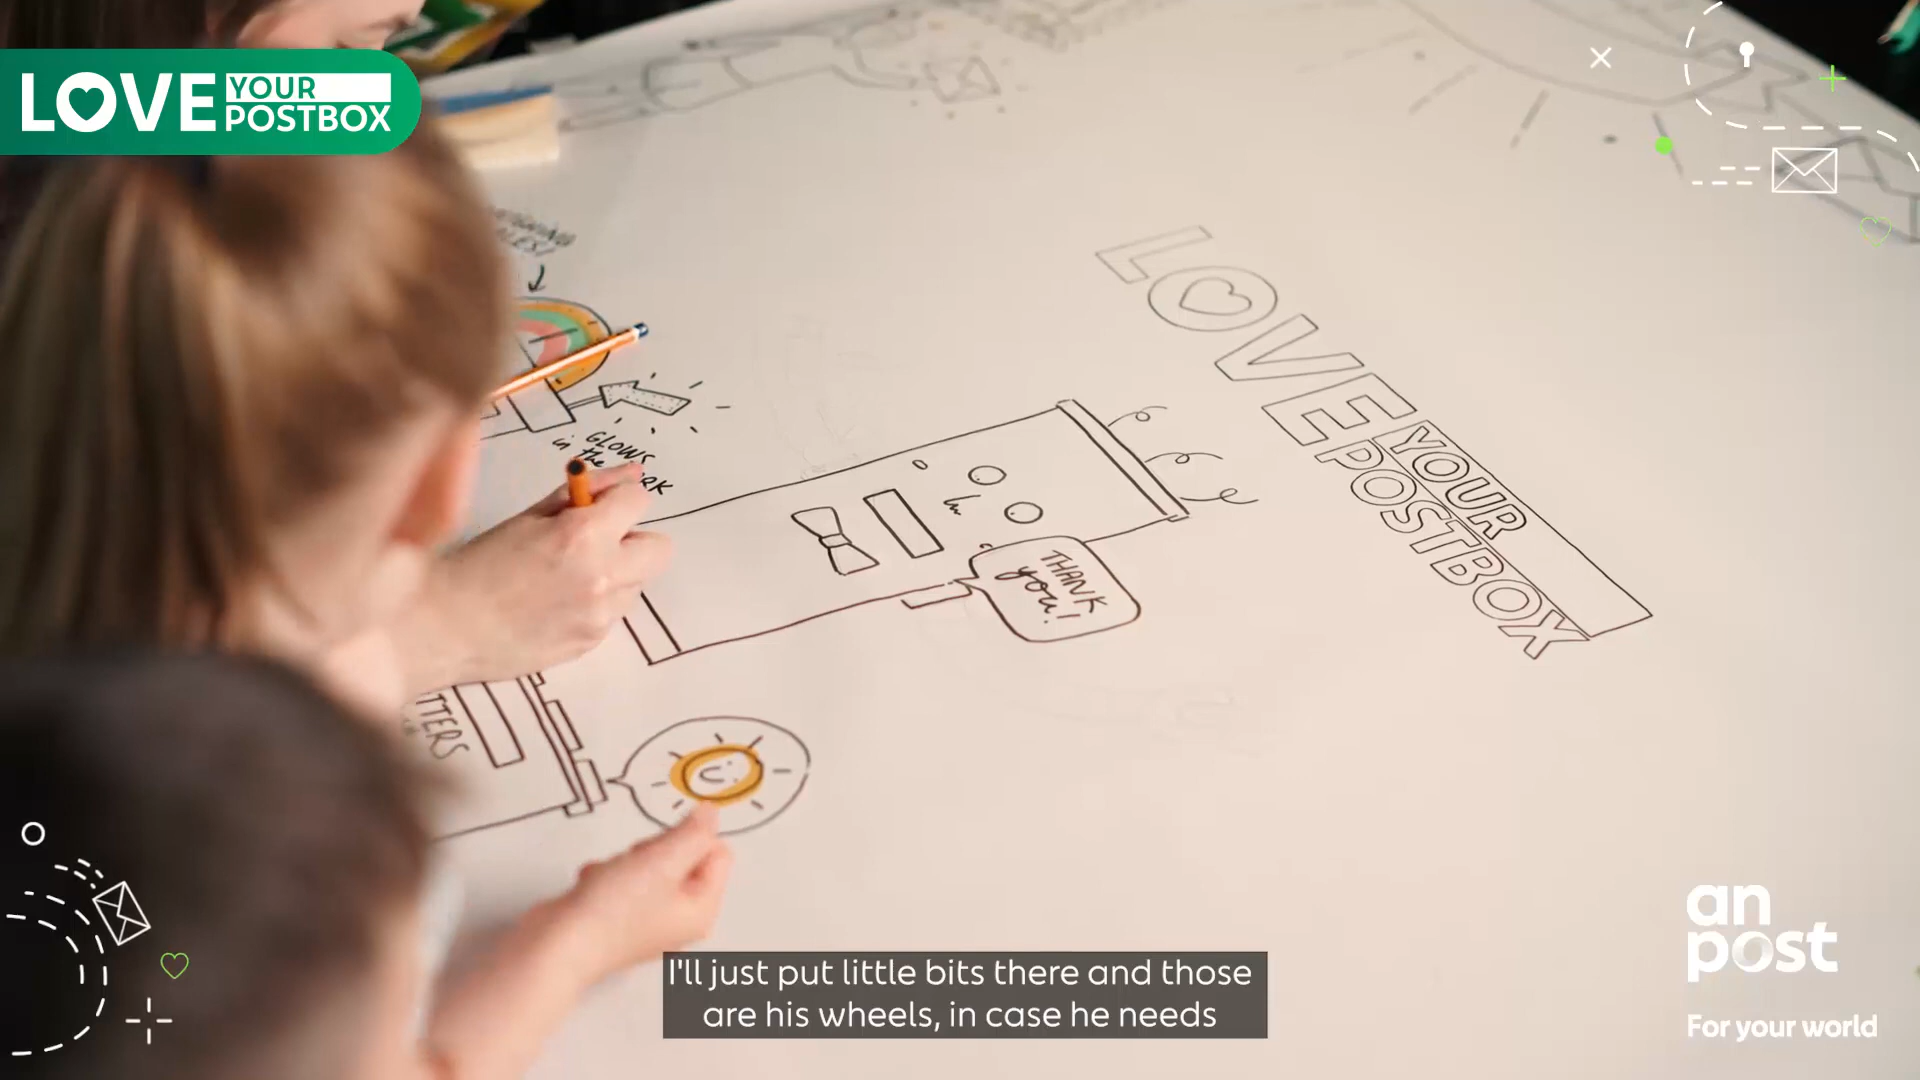 LOVE YOUR
POSTBOX
GLOWS
in the
THANK
you!
LOVE
YOUR
POSTBOX
I'll just put little bits there and those
are his wheels, in case he needs
an
post
For your world